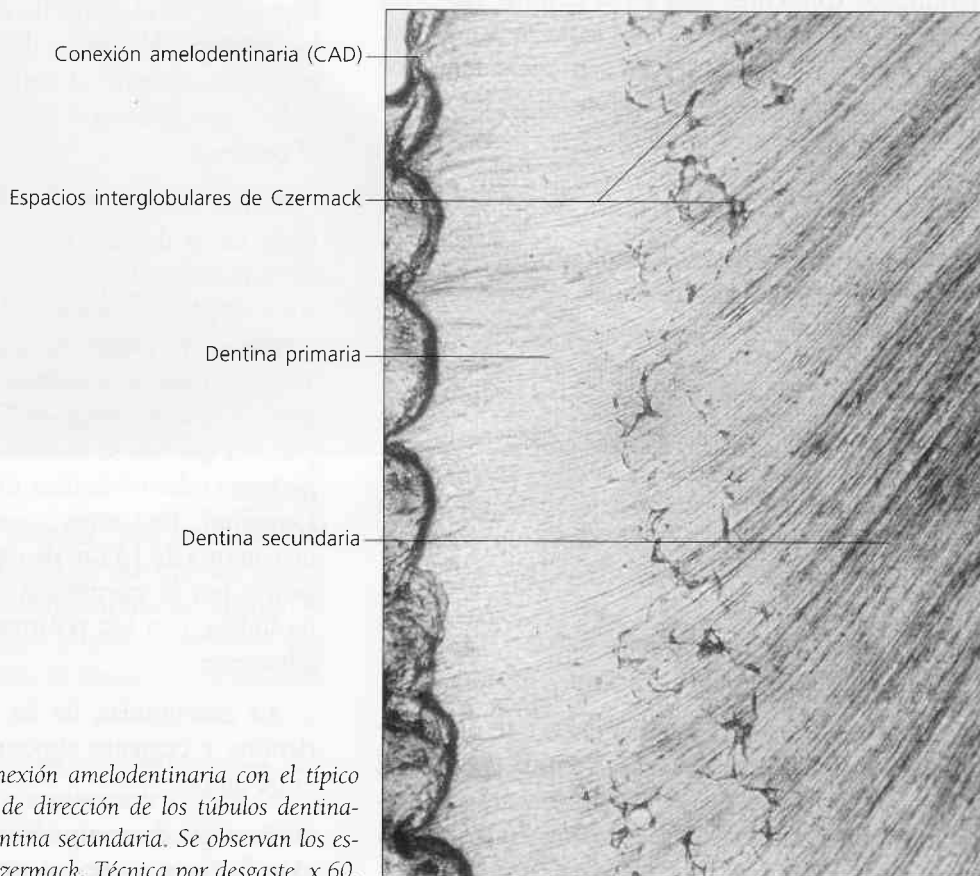 Conexión amelodentinaria (CAD)
Espacios interglobulares de Czermack
Dentina primaria
Dentina secundaria
nexión amelodentinaria con el típico
de dirección de los túbulos dentina-
ntina secundaria. Se observan los es-
zermack. Técnica por desgaste, x 60.